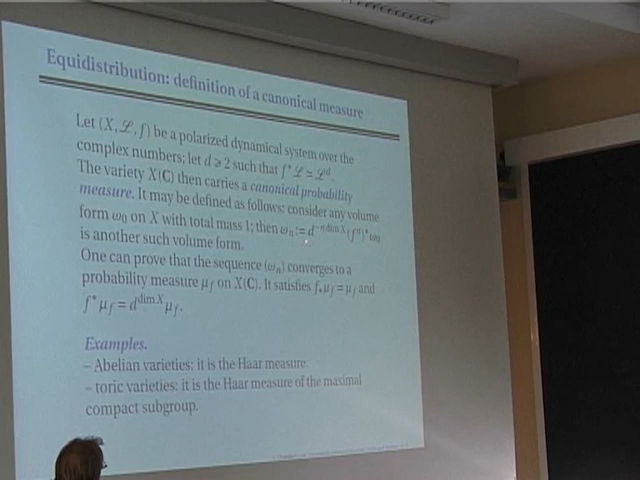 Equidistribution: definition of a canonical measure
Let (X, ℒ, f) be a polarized dynamical system over the
complex numbers; let d ⩾ 2 such that f*ℒ ≃ ℒᵈ.
The variety X(C) then carries a canonical probability
measure. It may be defined as follows: consider any volume
form ω₀ on X with total mass 1; then ωₙ := d^{-n dim X}(fⁿ)*ω₀
is another such volume form.
One can prove that the sequence (ωₙ) converges to a
probability measure μ_f on X(C). It satisfies f_*μ_f = μ_f and
f*μ_f = d^{dim X} μ_f.
Examples.
– Abelian varieties: it is the Haar measure.
– toric varieties: it is the Haar measure of the maximal
compact subgroup.